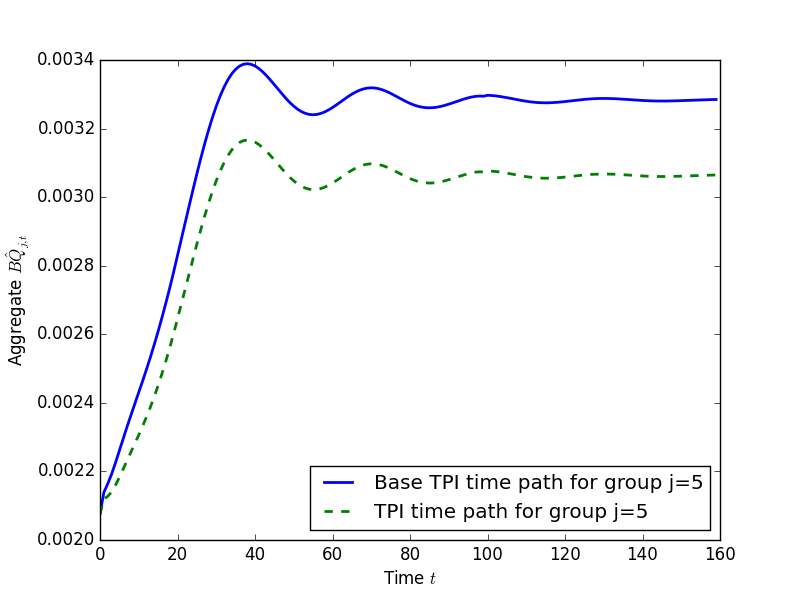 0.0034
0.0032
0.0030
0.0028
0.0026
0.0024
0.0022
0.0020
Aggregate $\hat{BQ}_{j,t}$
Base TPI time path for group j=5
TPI time path for group j=5
0 20 40 60 80 100 120 140 160
Time t